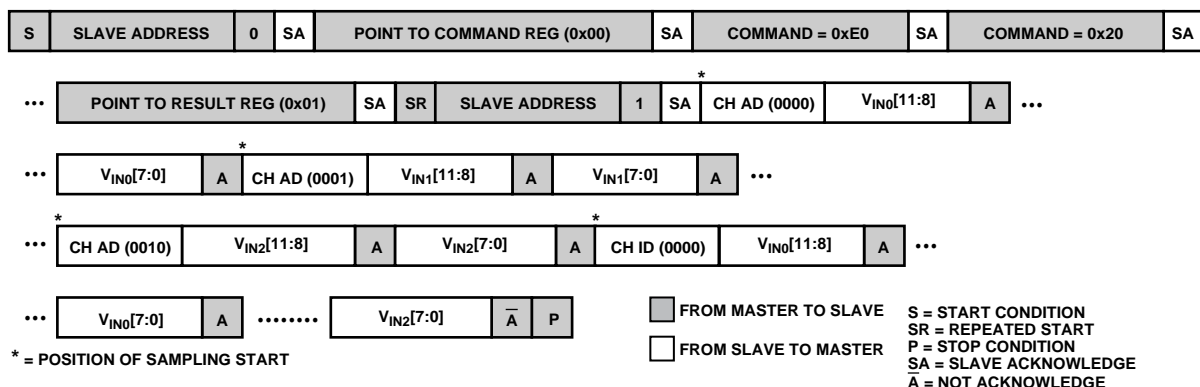 S SLAVE ADDRESS 0 SA POINT TO COMMAND REG (0x00) SA COMMAND = 0xE0 SA COMMAND = 0x20 SA
••• POINT TO RESULT REG (0x01) SA SR SLAVE ADDRESS 1 SA * CH AD (0000) VIN0[11:8] A •••
••• VIN0[7:0] A * CH AD (0001) VIN1[11:8] A VIN1[7:0] A •••
••• * CH AD (0010) VIN2[11:8] A VIN2[7:0] A * CH ID (0000) VIN0[11:8] A •••
••• VIN0[7:0] A •••••••• VIN2[7:0] A̅ P
* = POSITION OF SAMPLING START
FROM MASTER TO SLAVE
FROM SLAVE TO MASTER
S = START CONDITION
SR = REPEATED START
P = STOP CONDITION
SA = SLAVE ACKNOWLEDGE
A̅ = NOT ACKNOWLEDGE